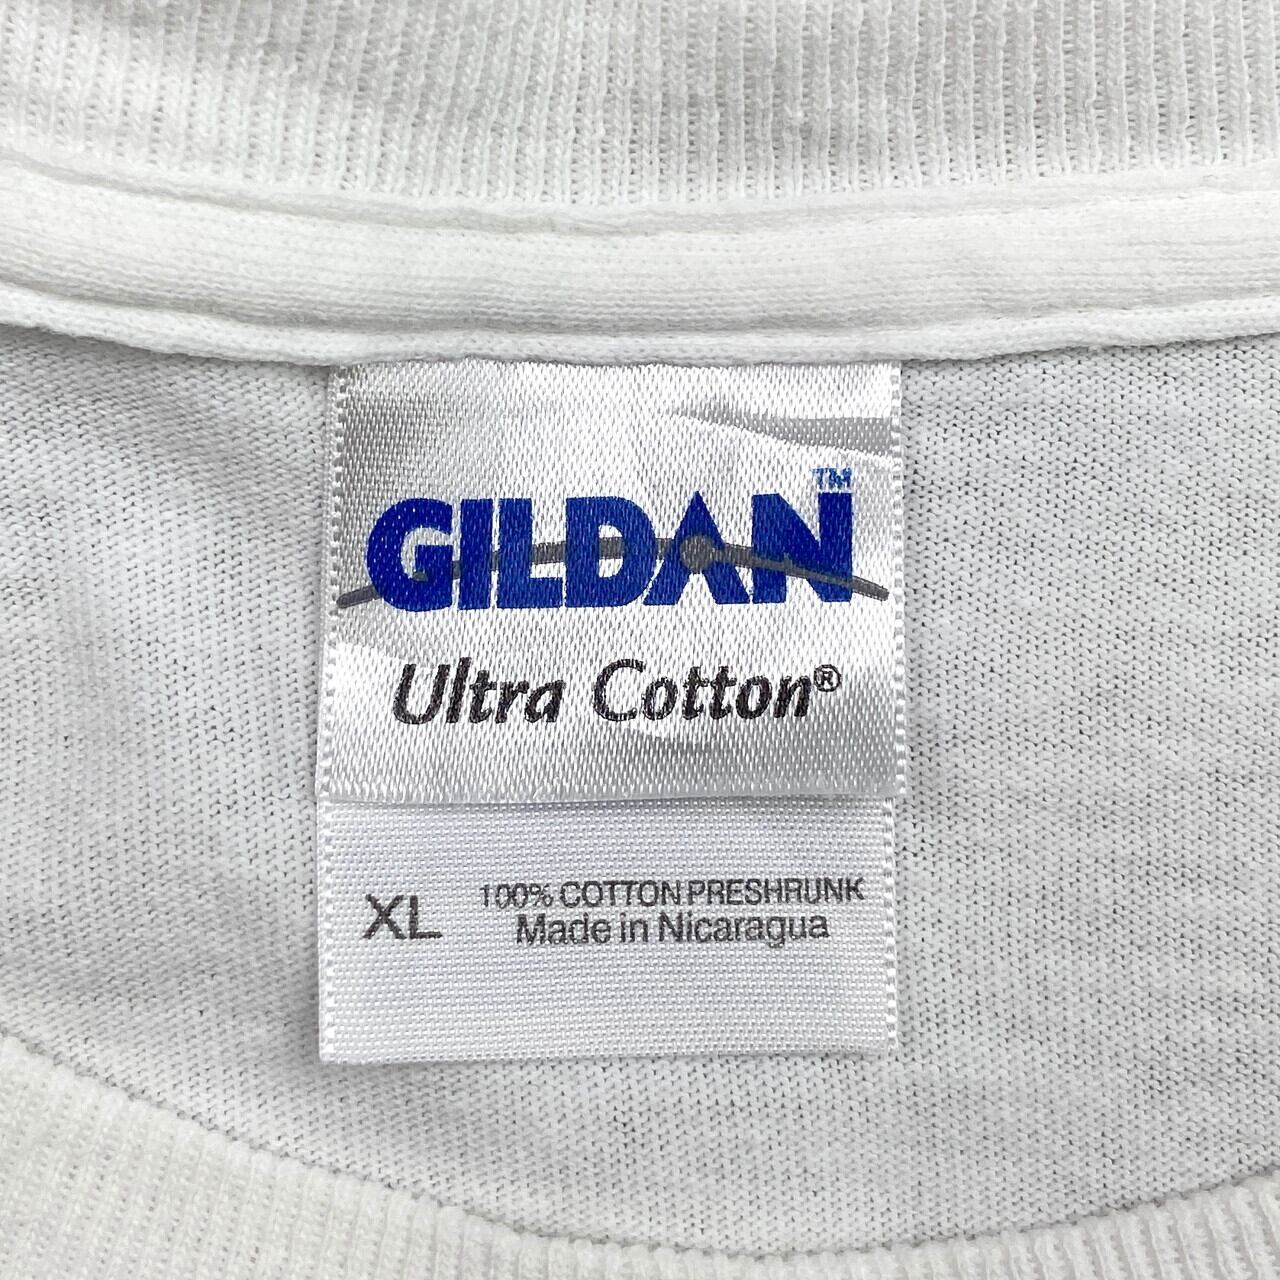 GILDAN™
Ultra Cotton®
XL 100% COTTON PRESHRUNK
Made in Nicaragua